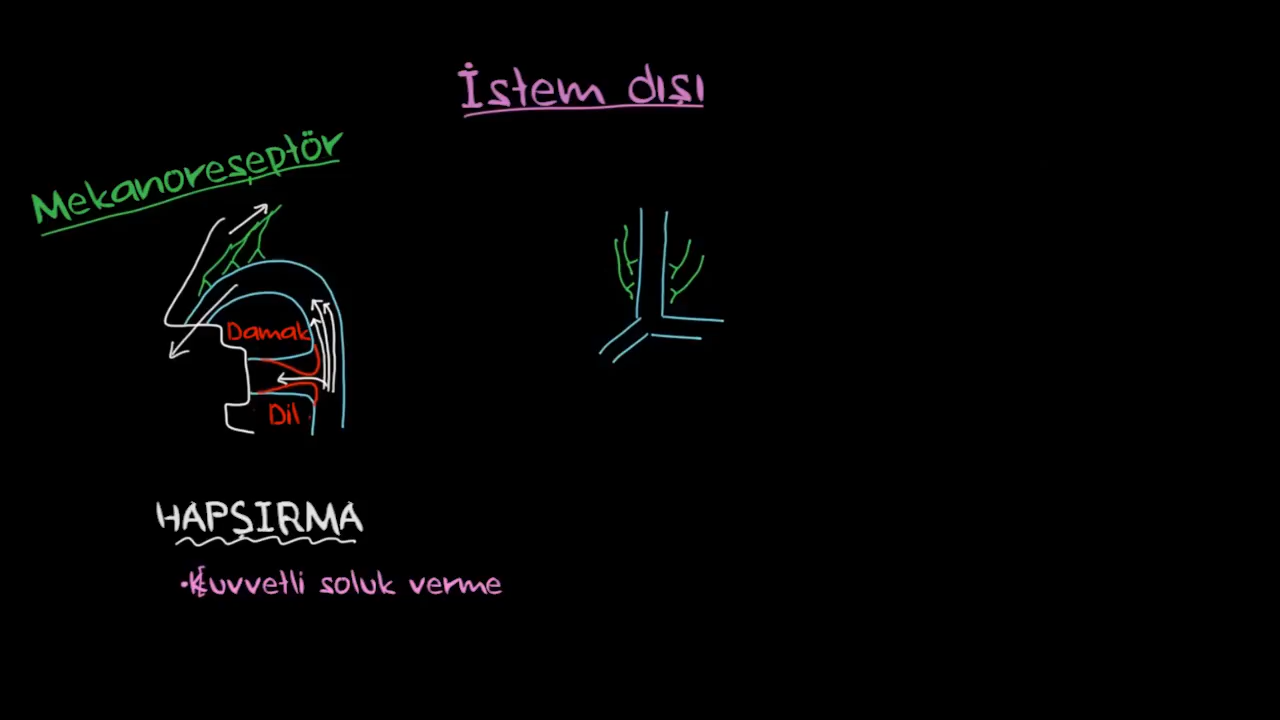 İstem dışı
Mekanoreseptör
Damak
Dil
HAPŞIRMA
•Kuvvetli soluk verme